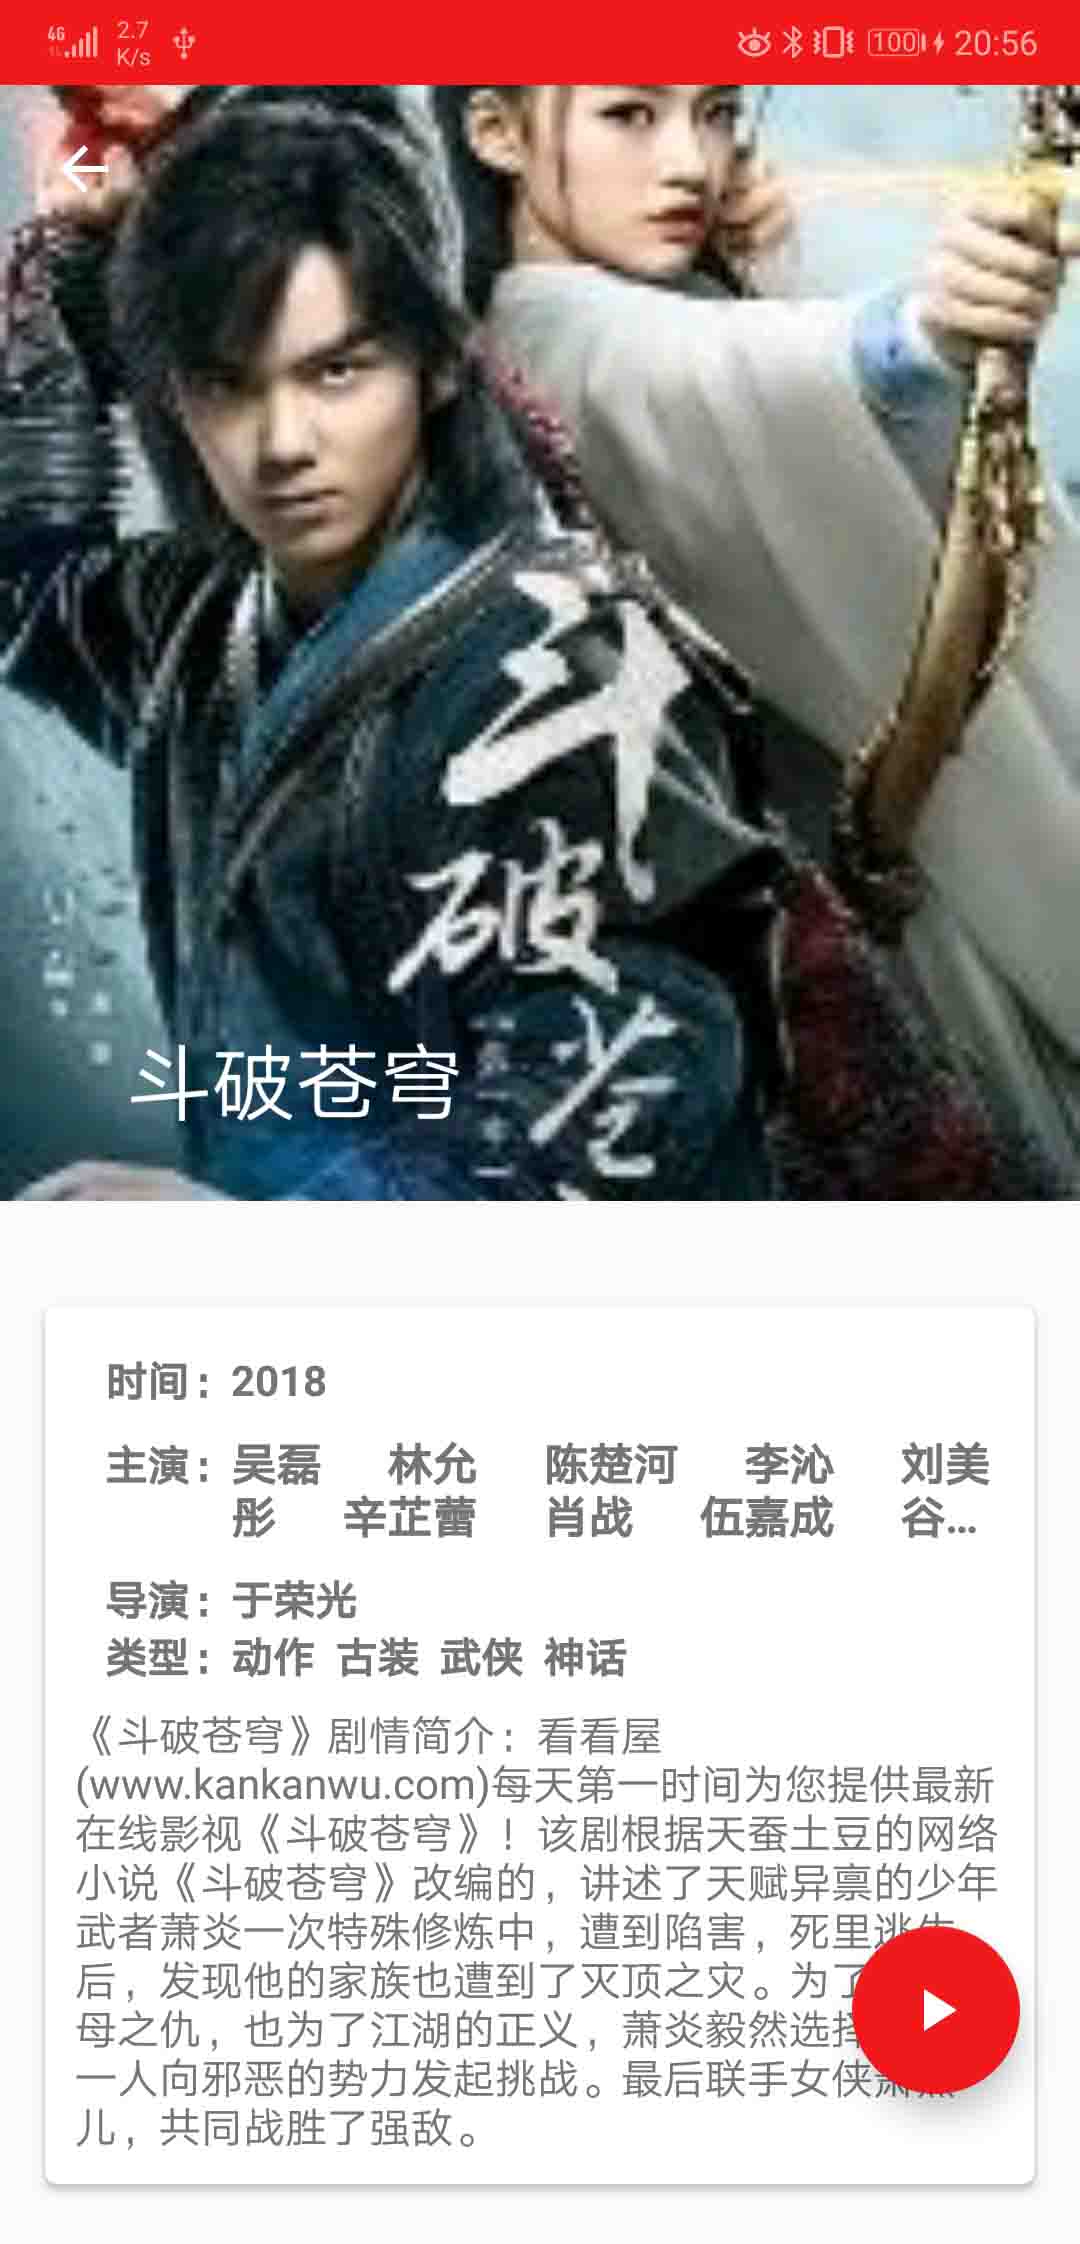 4G
2.7
K/s
100
20:56
斗
破
苍
斗破苍穹
时间：2018
主演：吴磊 林允 陈楚河 李沁 刘美
彤 辛芷蕾 肖战 伍嘉成 谷...
导演：于荣光
类型：动作 古装 武侠 神话
《斗破苍穹》剧情简介：看看屋
(www.kankanwu.com)每天第一时间为您提供最新
在线影视《斗破苍穹》！该剧根据天蚕土豆的网络
小说《斗破苍穹》改编的，讲述了天赋异禀的少年
武者萧炎一次特殊修炼中，遭到陷害，死里逃生
后，发现他的家族也遭到了灭顶之灾。为了
母之仇，也为了江湖的正义，萧炎毅然选择
一人向邪恶的势力发起挑战。最后联手女侠萧熏
儿，共同战胜了强敌。